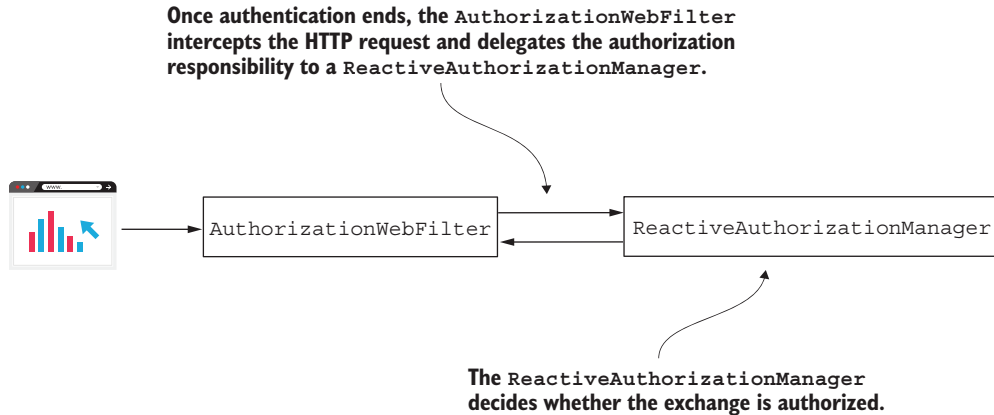 Once authentication ends, the AuthorizationWebFilter
intercepts the HTTP request and delegates the authorization
responsibility to a ReactiveAuthorizationManager.
www.
AuthorizationWebFilter
ReactiveAuthorizationManager
The ReactiveAuthorizationManager
decides whether the exchange is authorized.